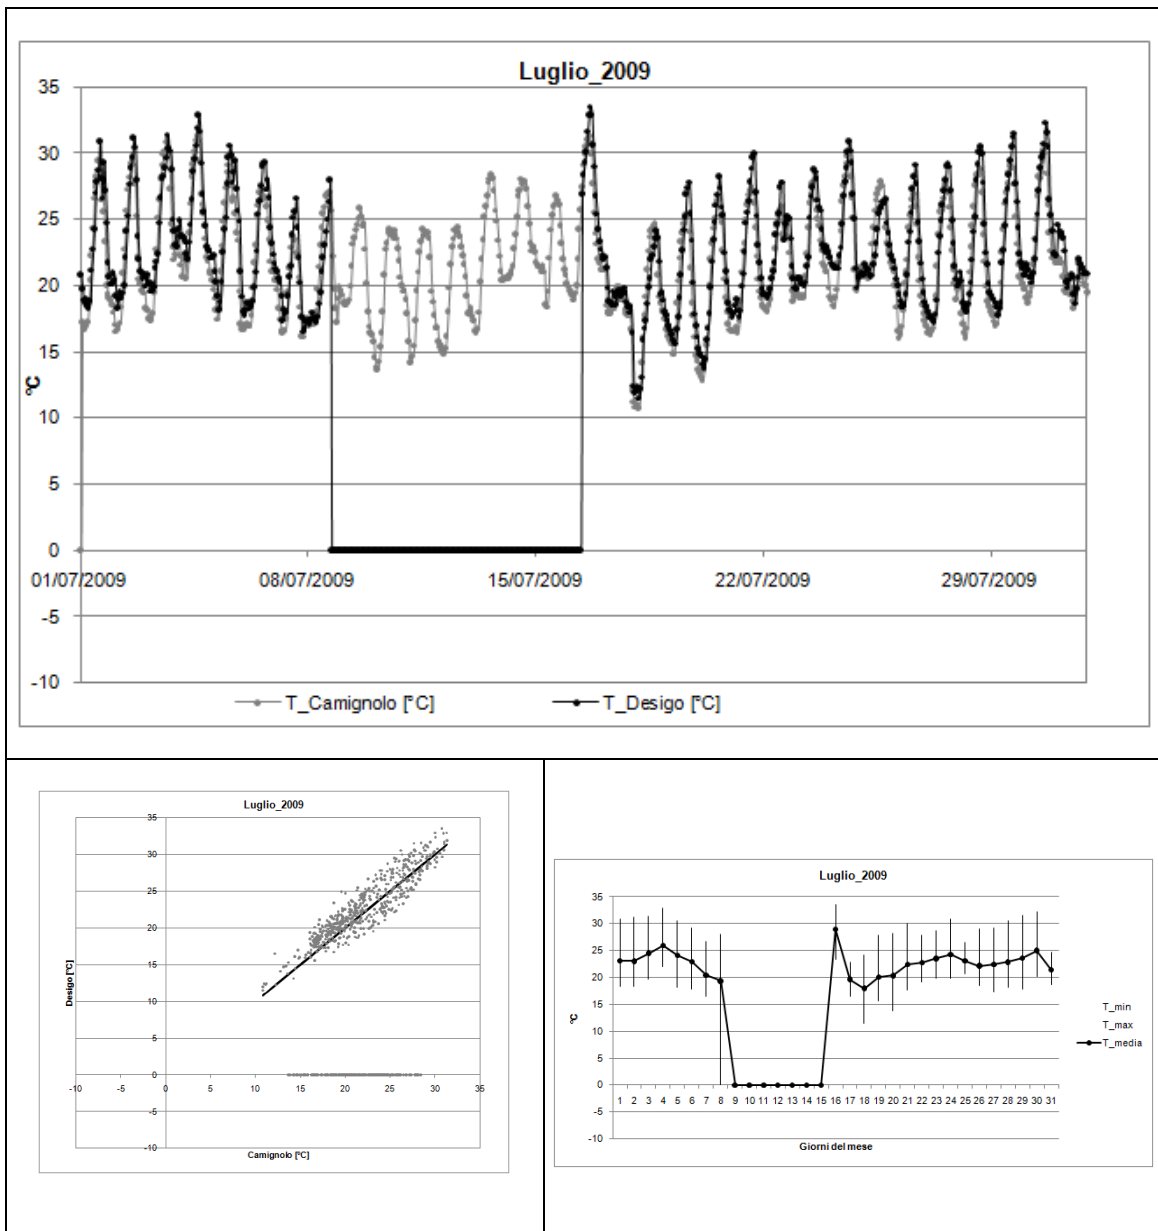 Luglio_2009
35
30
25
20
15
10
5
0
-5
-10
°C
01/07/2009 08/07/2009 15/07/2009 22/07/2009 29/07/2009
T_Camignolo [°C] T_Desigo [°C]
Luglio_2009
35
30
25
20
15
10
5
0
-5
-10
Desigo [°C]
-10 -5 0 5 10 15 20 25 30 35
Camignolo [°C]
Luglio_2009
35
30
25
20
15
10
5
0
-5
-10
°C
1 2 3 4 5 6 7 8 9 10 11 12 13 14 15 16 17 18 19 20 21 22 23 24 25 26 27 28 29 30 31
Giorni del mese
T_min
T_max
T_media